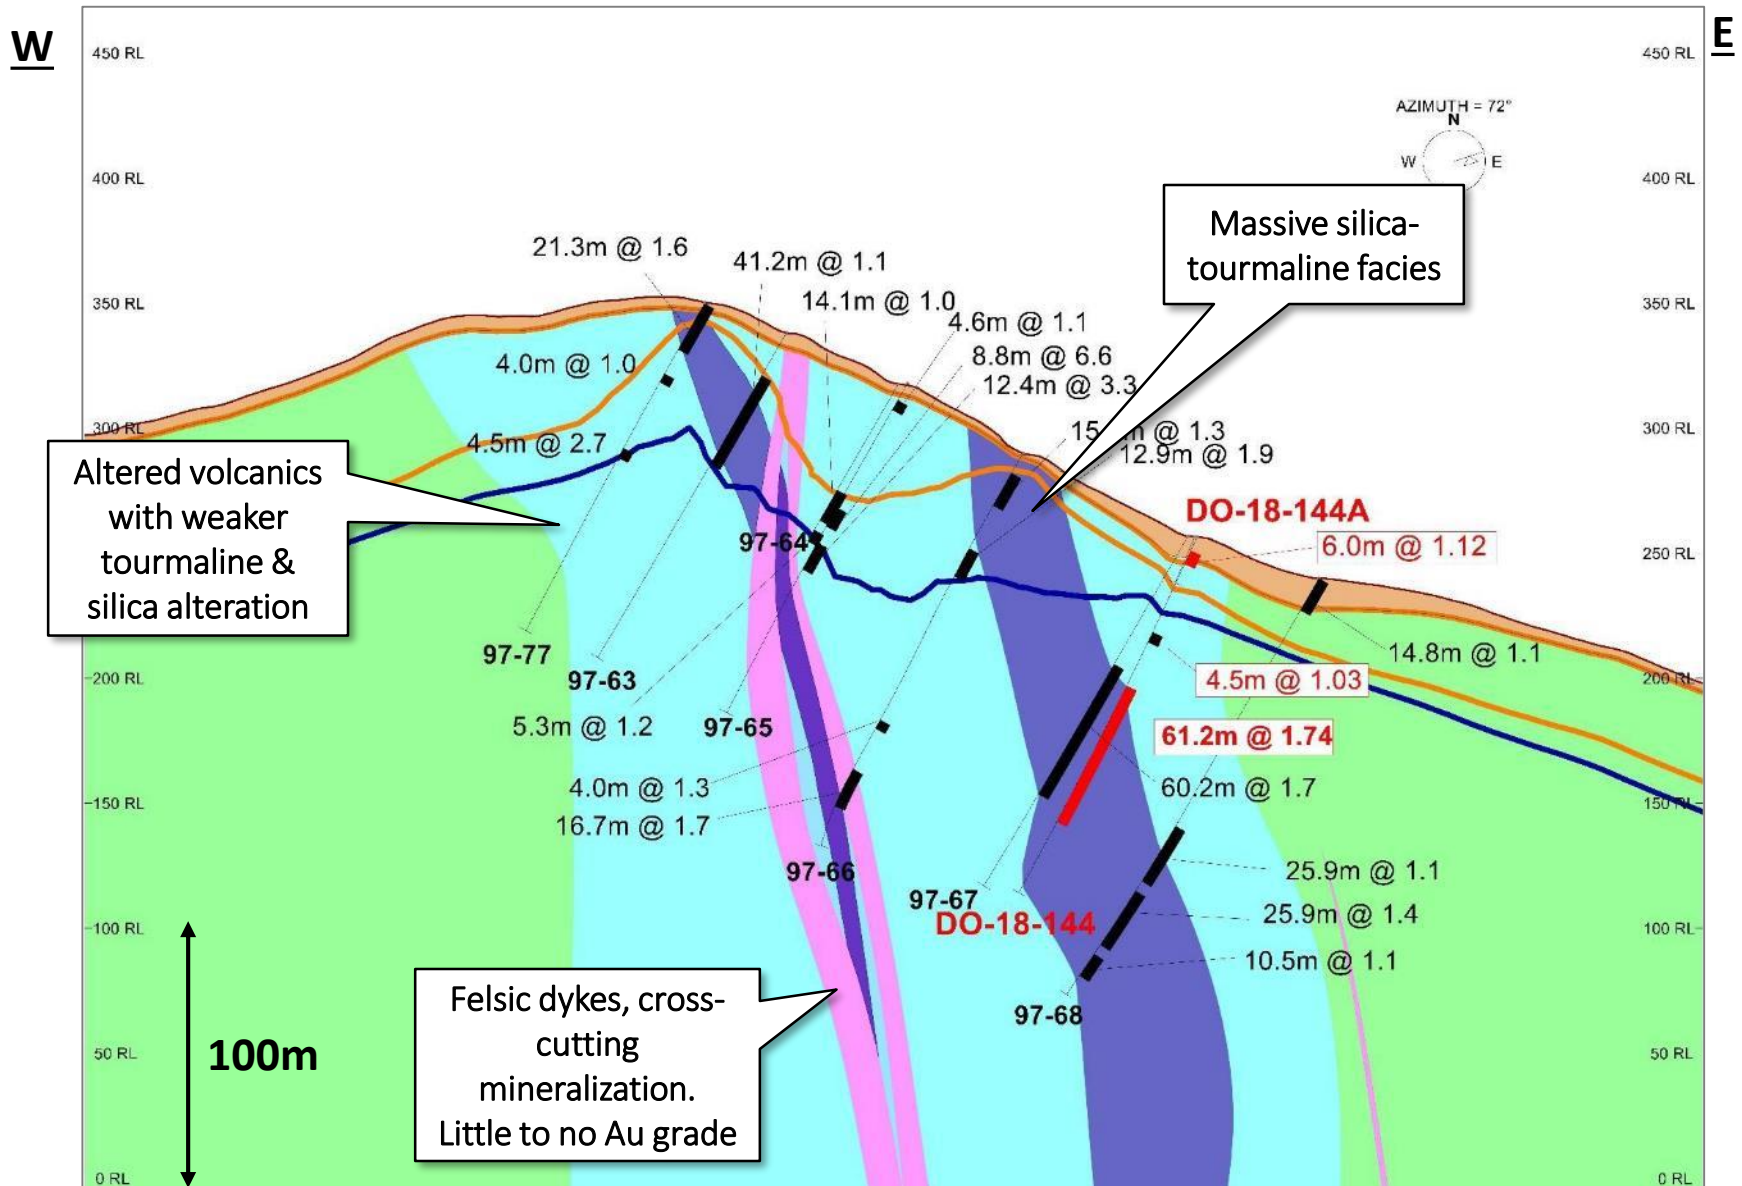 W
E
450 RL
450 RL
AZIMUTH = 72°
N
W
E
400 RL
400 RL
Massive silica-
tourmaline facies
21.3m @ 1.6
41.2m @ 1.1
14.1m @ 1.0
4.6m @ 1.1
8.8m @ 6.6
12.4m @ 3.3
350 RL
350 RL
4.0m @ 1.0
300 RL
300 RL
4.5m @ 2.7
m @ 1.3
12.9m @ 1.9
Altered volcanics
with weaker
tourmaline &
silica alteration
DO-18-144A
6.0m @ 1.12
97-64
250 RL
97-77
97-63
14.8m @ 1.1
200 RL
200 RL
4.5m @ 1.03
5.3m @ 1.2
97-65
61.2m @ 1.74
4.0m @ 1.3
60.2m @ 1.7
150 RL
150 RL
16.7m @ 1.7
97-66
25.9m @ 1.1
97-67
DO-18-144
25.9m @ 1.4
100 RL
100 RL
10.5m @ 1.1
97-68
Felsic dykes, cross-
cutting
mineralization.
Little to no Au grade
50 RL
50 RL
100m
0 RL
0 RL